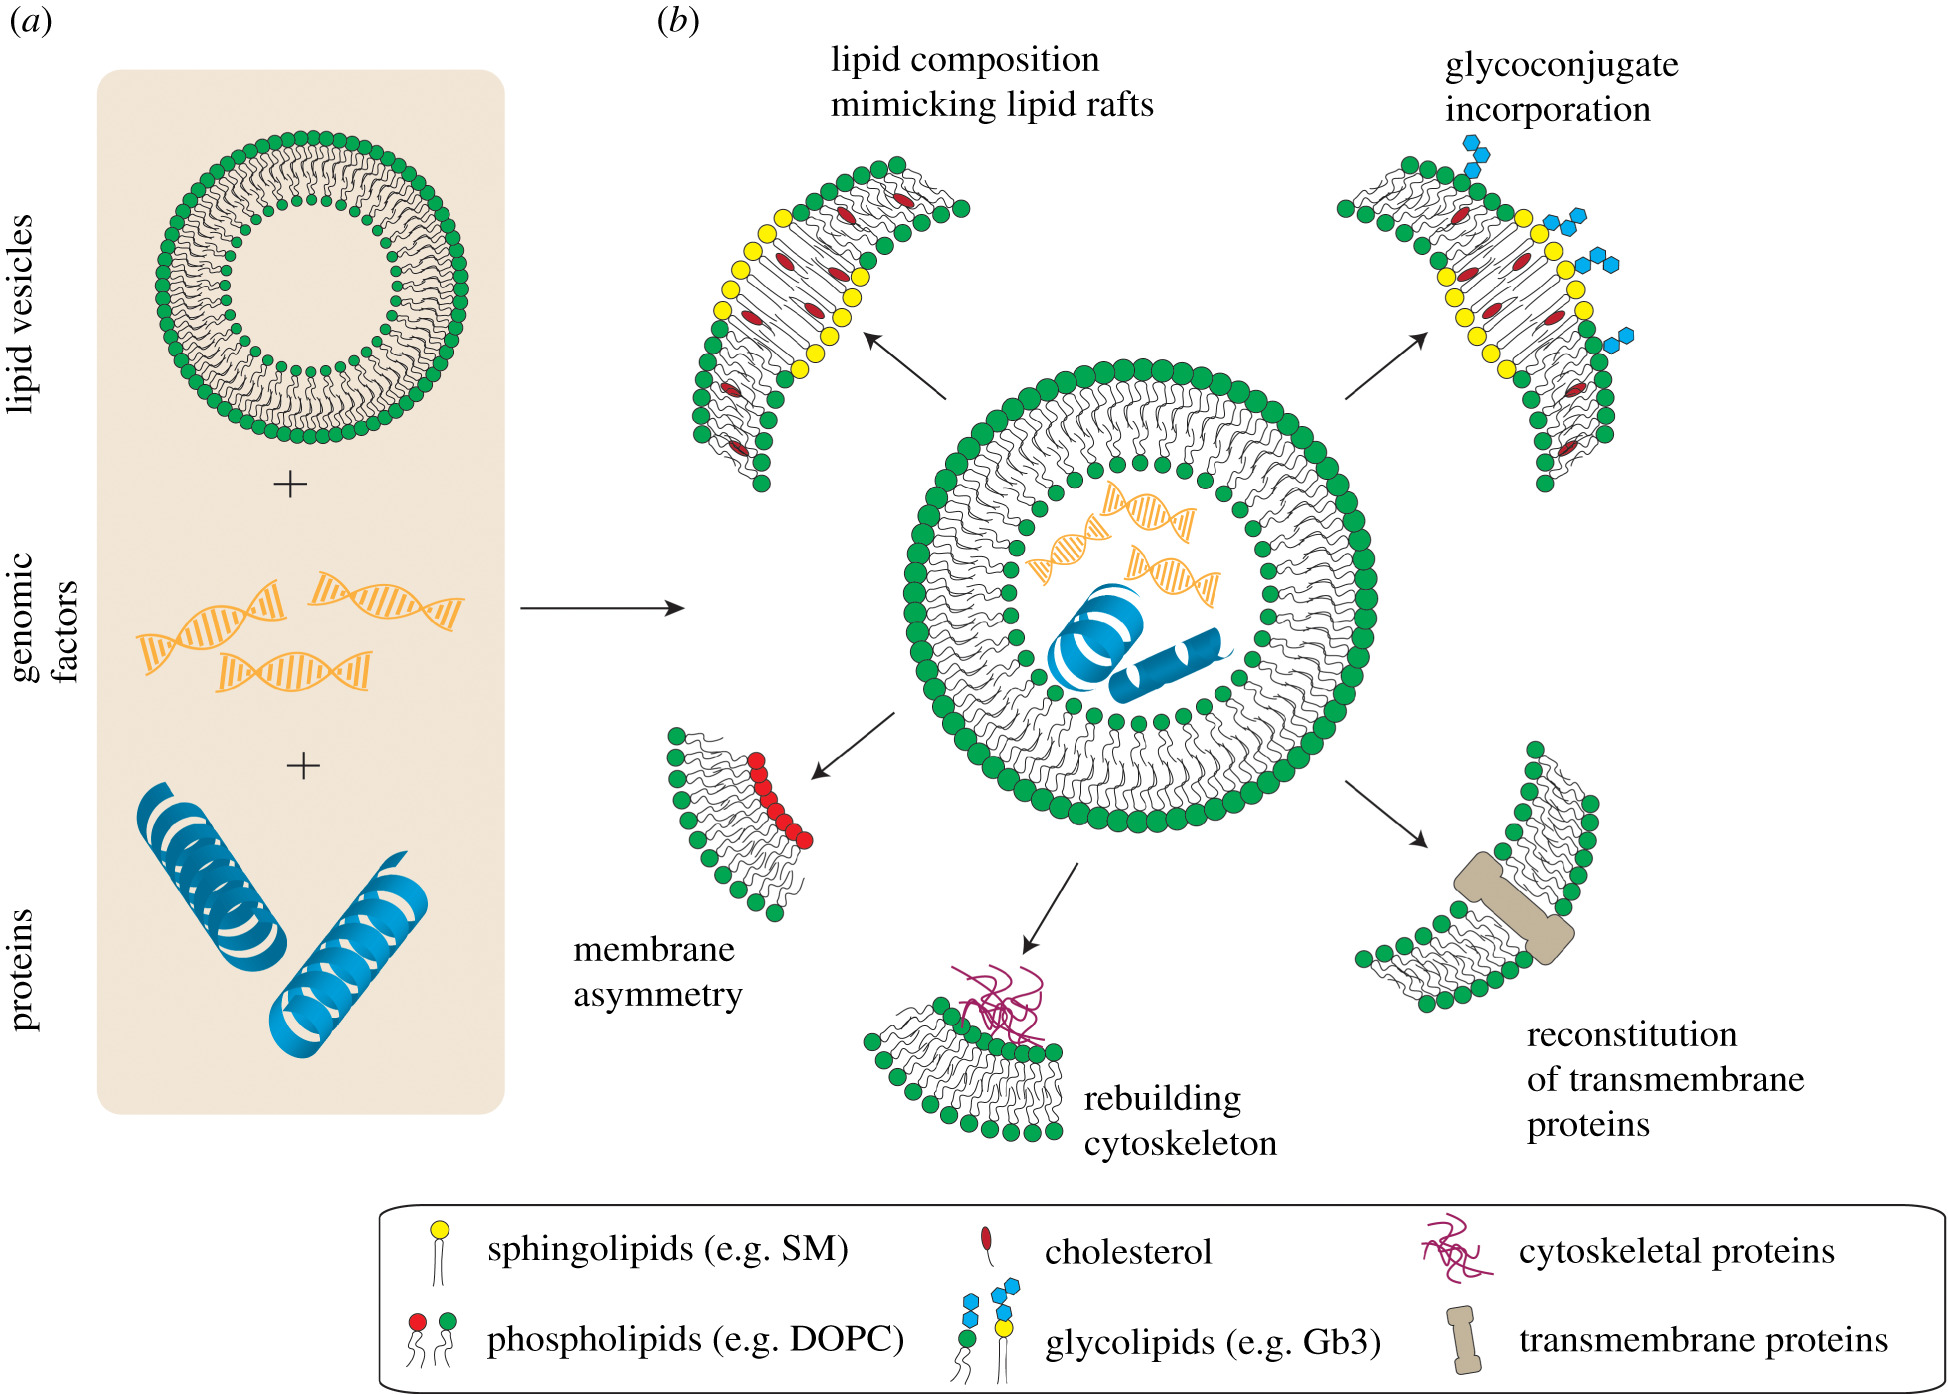 (a)
(b)
lipid vesicles
genomic
factors
proteins
lipid composition
mimicking lipid rafts
glycoconjugate
incorporation
membrane
asymmetry
rebuilding
cytoskeleton
reconstitution
of transmembrane
proteins
sphingolipids (e.g. SM)
cholesterol
cytoskeletal proteins
phospholipids (e.g. DOPC)
glycolipids (e.g. Gb3)
transmembrane proteins